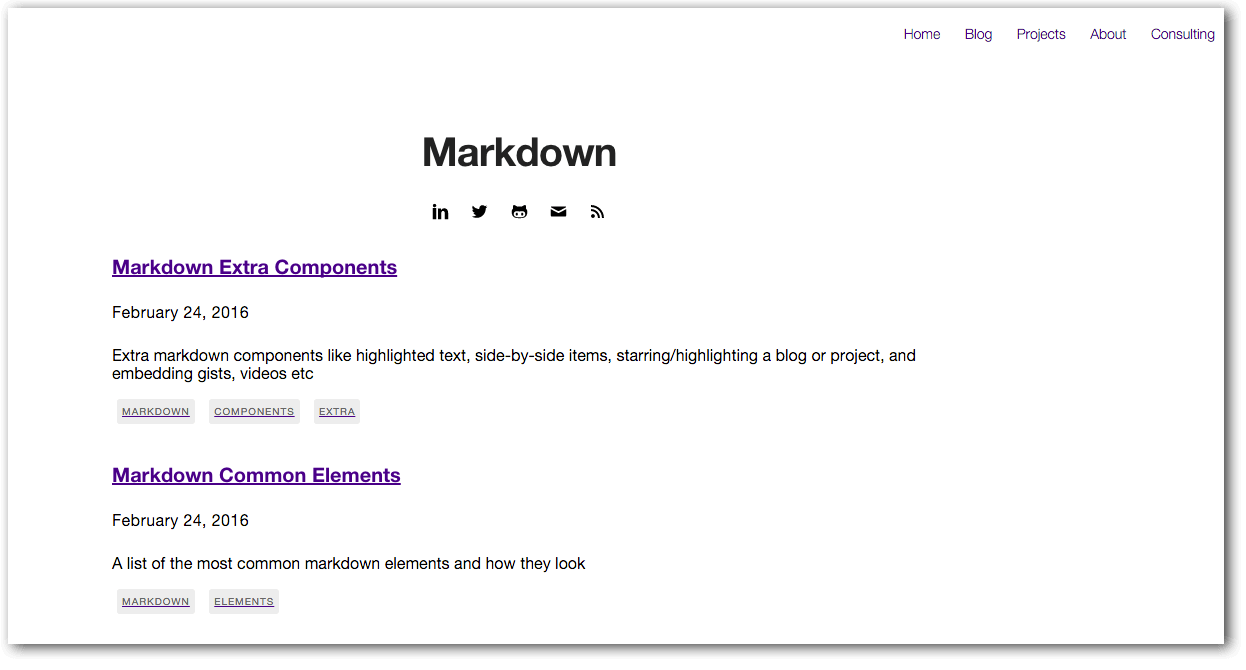 Home Blog Projects About Consulting
Markdown
in
Markdown Extra Components
February 24, 2016
Extra markdown components like highlighted text, side-by-side items, starring/highlighting a blog or project, and
embedding gists, videos etc
MARKDOWN COMPONENTS EXTRA
Markdown Common Elements
February 24, 2016
A list of the most common markdown elements and how they look
MARKDOWN ELEMENTS